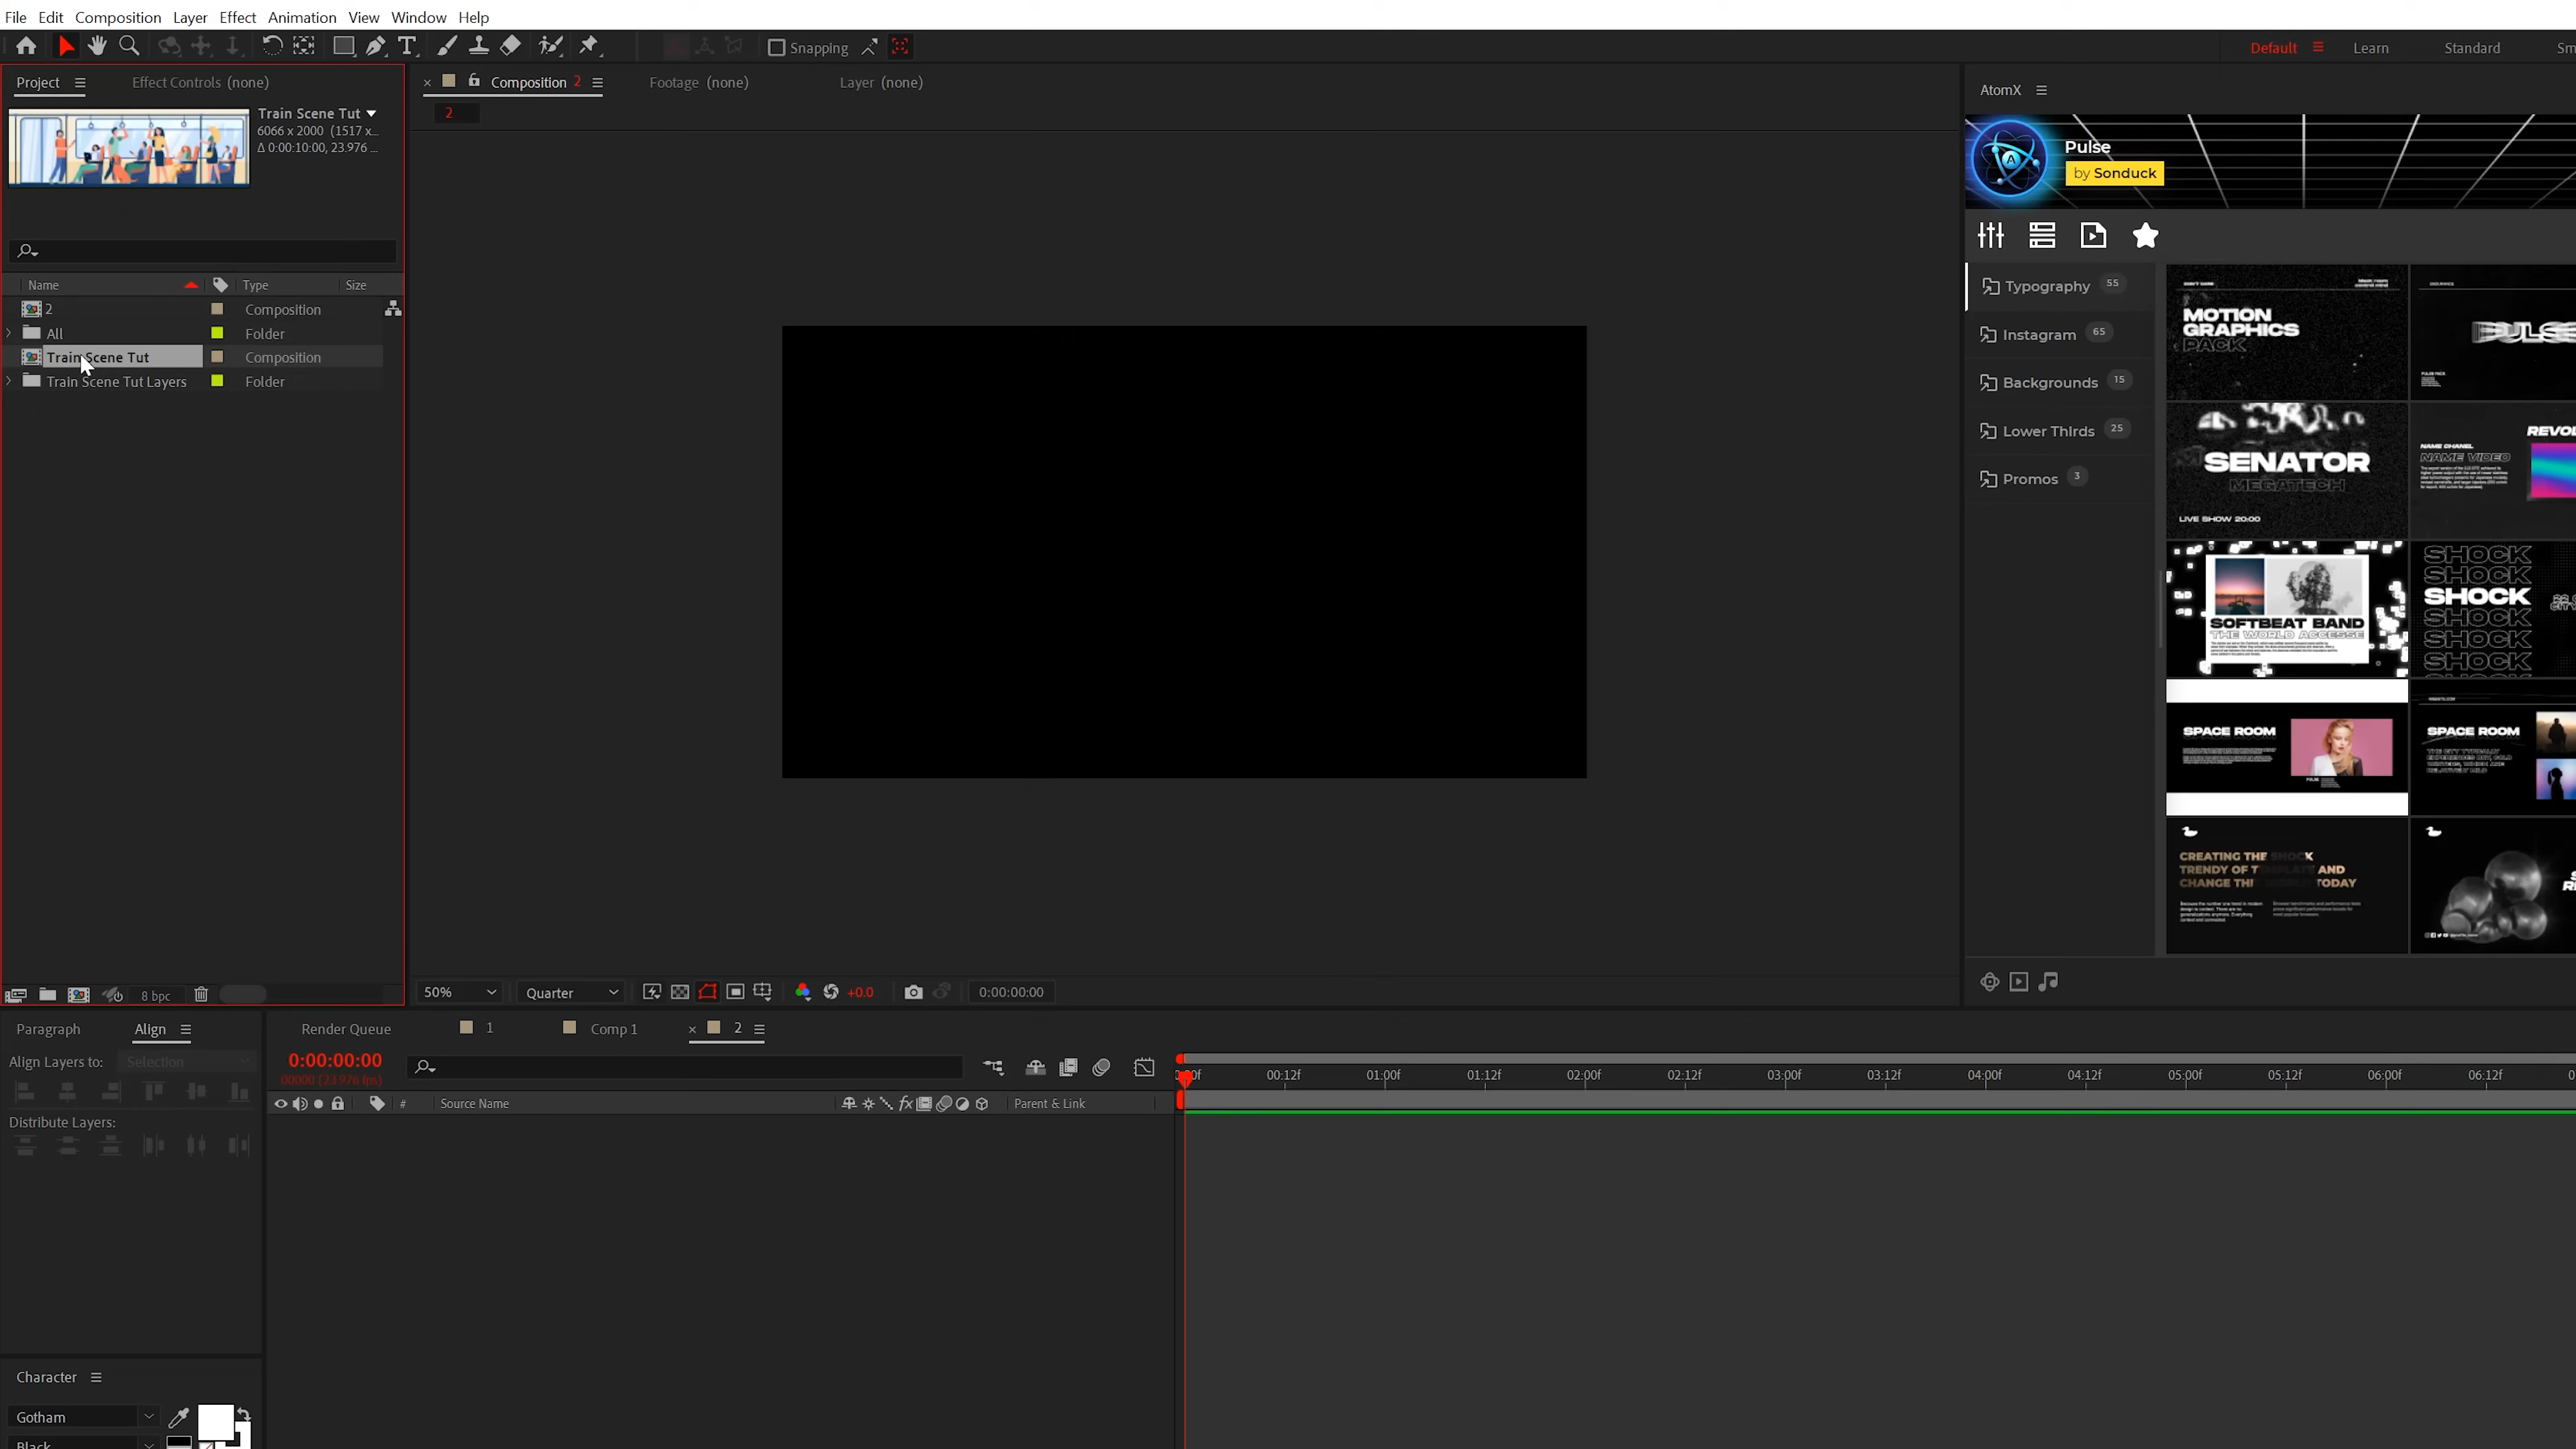 File Edit Composition Layer Effect Animation View Window Help
Snapping
Default Learn Standard
Project Effect Controls (none)
Train Scene Tut
6066 x 2000 (1517 x...
Δ 0:00:10:00, 23.976 ...
Name Type Size
2 Composition
All Folder
Train Scene Tut Composition
Train Scene Tut Layers Folder
8 bpc
Composition 2 Footage (none) Layer (none)
2
50% Quarter +0.0 0:00:00:00
AtomX
Pulse
by Sonduck
Typography 55
Instagram 65
Backgrounds 15
Lower Thirds 25
Promos 3
MOTION
GRAPHICS
PACK
PULSE
SENATOR
MEGATECH
LIVE SHOW 20:00
NAME CHANEL
NAME VIDEO
SOFTBEAT BAND
THE WORLD ACCESSE
SHOCK
SHOCK
SHOCK
SHOCK
SHOCK
SHOCK
SPACE ROOM
SPACE ROOM
CREATING THE SHOCK
TRENDY OF TEMPLATE AND
TODAY
Paragraph Align
Align Layers to: Selection
Distribute Layers:
Character
Gotham
Black
Render Queue 1 Comp 1 2
0:00:00:00
00000 (23.976 fps)
# Source Name Parent & Link
00:12f 01:00f 01:12f 02:00f 02:12f 03:00f 03:12f 04:00f 04:12f 05:00f 05:12f 06:00f 06:12f